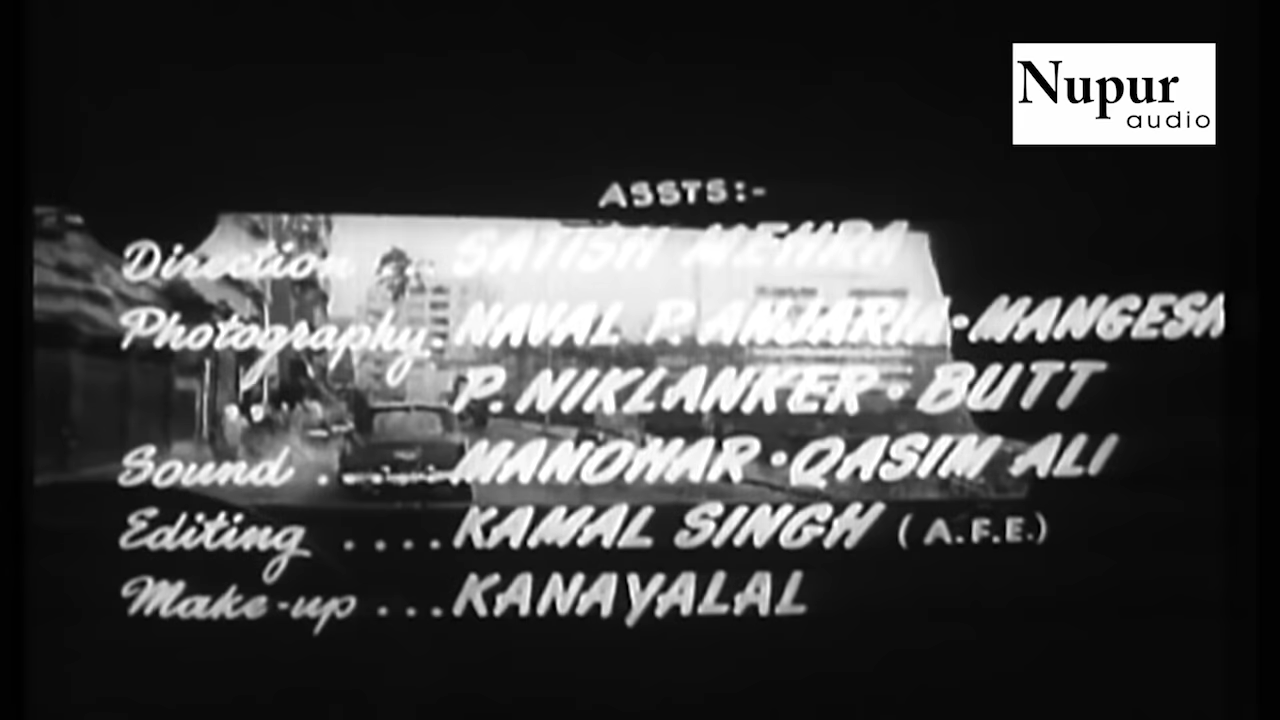 Nupur
audio
ASSTS:-
Direction ... SATISH MEHRA
Photography. NAVAL P. ANJARIA • MANGESH
P. NIKLANKER • BUTT
Sound ...... MANOHAR • QASIM ALI
Editing .... KAMAL SINGH (A.F.E.)
Make-up ... KANAYALAL